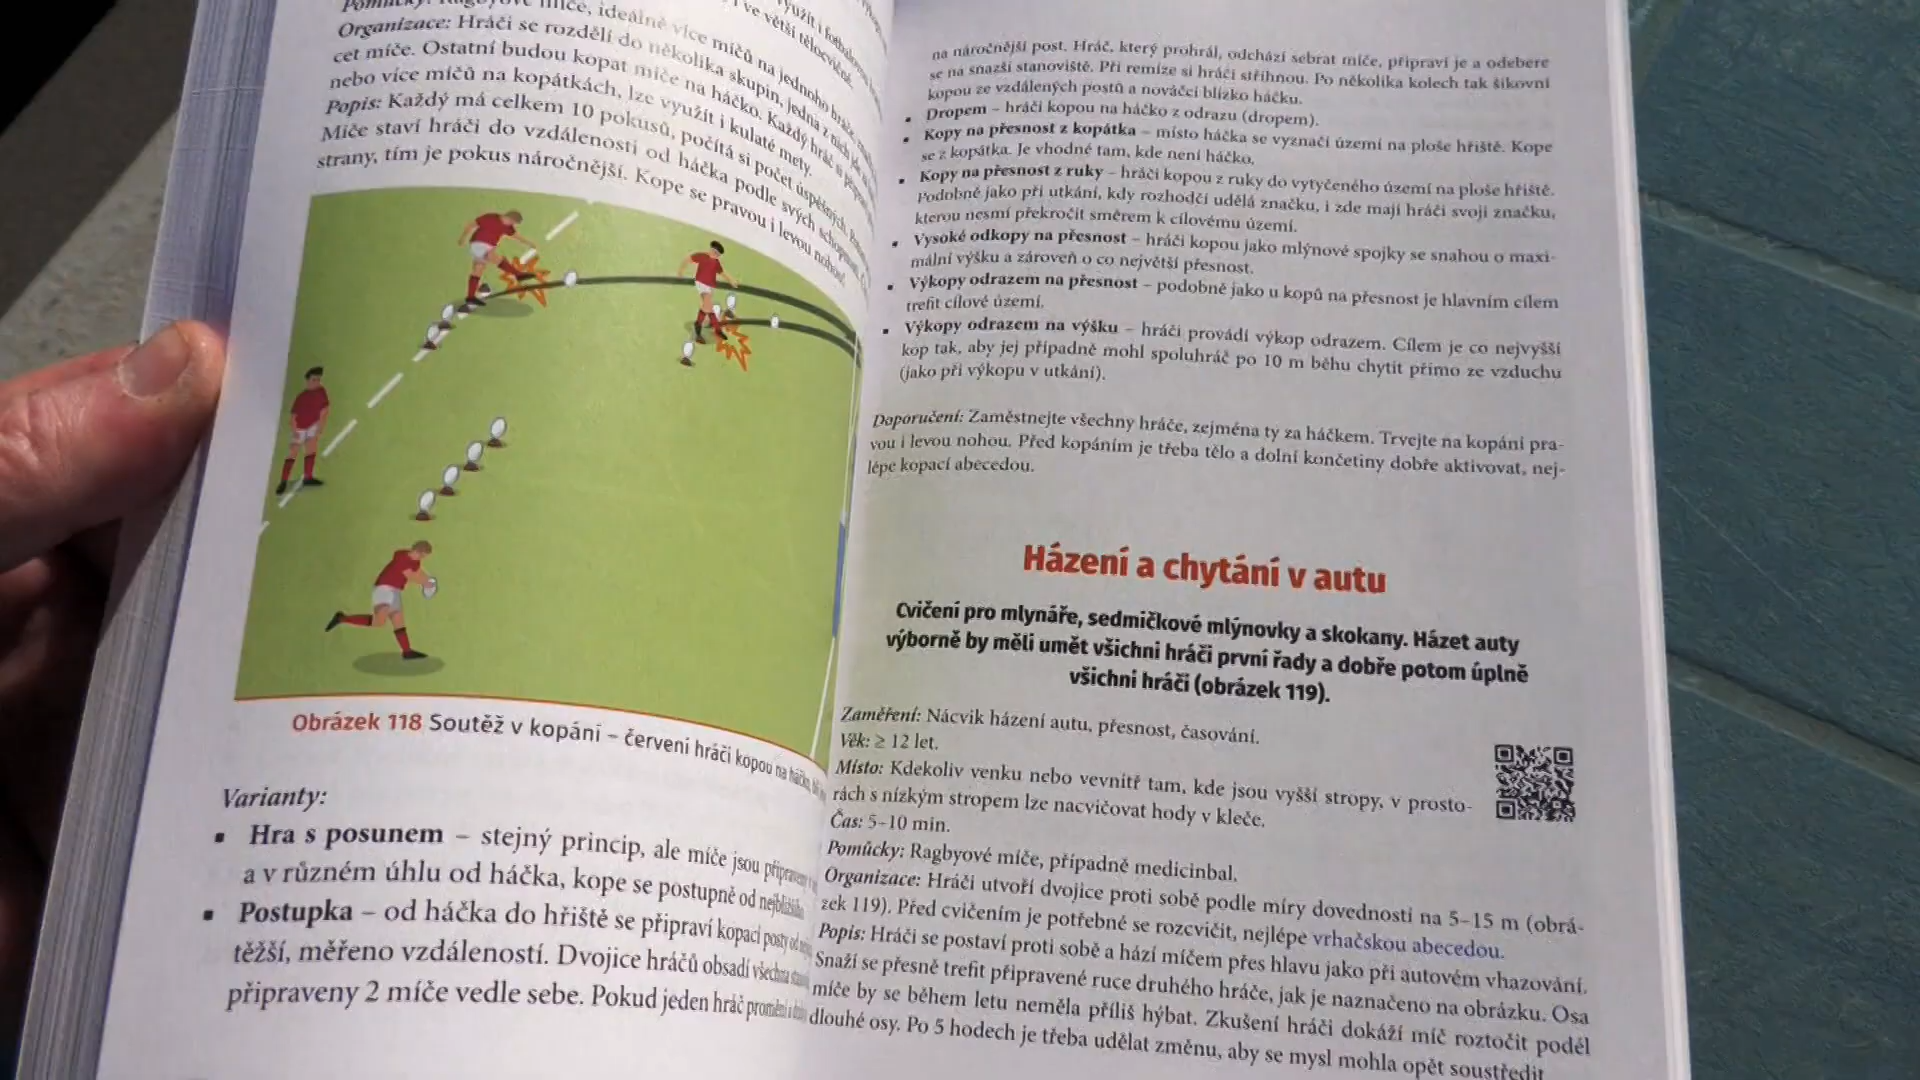 Pomůcky: Ragbyové míče, ideálně více míčů na jednoho hráče,
využít i fotbalovou
i ve větší tělocvičně.
Organizace: Hráči se rozdělí do několika skupin, jedna z nich jde na
cet míče. Ostatní budou kopat míče na háčko. Každý hráč si připraví
nebo více míčů na kopátkách, lze využít i kulaté mety.
Popis: Každý má celkem 10 pokusů, počítá si počet úspěšných
Míče staví hráči do vzdálenosti od háčka podle svých schopností,
strany, tím je pokus náročnější. Kope se pravou i levou nohou!
Obrázek 118 Soutěž v kopání – červení hráči kopou na háčko,
Varianty:
▪ Hra s posunem – stejný princip, ale míče jsou připraveny
a v různém úhlu od háčka, kope se postupně od
▪ Postupka – od háčka do hřiště se připraví kopací posty od
těžší, měřeno vzdáleností. Dvojice hráčů obsadí všechna
připraveny 2 míče vedle sebe. Pokud jeden hráč promění
na náročnější post. Hráč, který prohrál, odchází sebrat míče, připraví je a odebere
se na snazší stanoviště. Při remíze si hráči střihnou. Po několika kolech tak šikovní
kopou ze vzdálených postů a nováčci blízko háčku.
▪ Dropem – hráči kopou na háčko z odrazu (dropem).
▪ Kopy na přesnost z kopátka – místo háčka se vyznačí území na ploše hřiště. Kope
se z kopátka. Je vhodné tam, kde není háčko.
▪ Kopy na přesnost z ruky – hráči kopou z ruky do vytyčeného území na ploše hřiště.
Podobně jako při utkání, kdy rozhodčí udělá značku, i zde mají hráči svoji značku,
kterou nesmí překročit směrem k cílovému území.
▪ Vysoké odkopy na přesnost – hráči kopou jako mlýnové spojky se snahou o maxi-
mální výšku a zároveň o co největší přesnost.
▪ Výkopy odrazem na přesnost – podobně jako u kopů na přesnost je hlavním cílem
trefit cílové území.
▪ Výkopy odrazem na výšku – hráči provádí výkop odrazem. Cílem je co nejvyšší
kop tak, aby jej případně mohl spoluhráč po 10 m běhu chytit přímo ze vzduchu
(jako při výkopu v utkání).
Doporučení: Zaměstnejte všechny hráče, zejména ty za háčkem. Trvejte na kopání pra-
vou i levou nohou. Před kopáním je třeba tělo a dolní končetiny dobře aktivovat, nej-
lépe kopací abecedou.
Házení a chytání v autu
Cvičení pro mlynáře, sedmičkové mlýnovky a skokany. Házet auty
výborně by měli umět všichni hráči první řady a dobře potom úplně
všichni hráči (obrázek 119).
Zaměření: Nácvik házení autu, přesnost, časování.
Věk: ≥ 12 let.
Místo: Kdekoliv venku nebo vevnitř tam, kde jsou vyšší stropy, v prosto-
rách s nízkým stropem lze nacvičovat hody v kleče.
Čas: 5–10 min.
Pomůcky: Ragbyové míče, případně medicinbal.
Organizace: Hráči utvoří dvojice proti sobě podle míry dovednosti na 5–15 m (obrá-
zek 119). Před cvičením je potřebné se rozcvičit, nejlépe vrhačskou abecedou.
Popis: Hráči se postaví proti sobě a hází míčem přes hlavu jako při autovém vhazování.
Snaží se přesně trefit připravené ruce druhého hráče, jak je naznačeno na obrázku. Osa
míče by se během letu neměla příliš hýbat. Zkušení hráči dokáží míč roztočit podél
dlouhé osy. Po 5 hodech je třeba udělat změnu, aby se mysl mohla opět soustředit